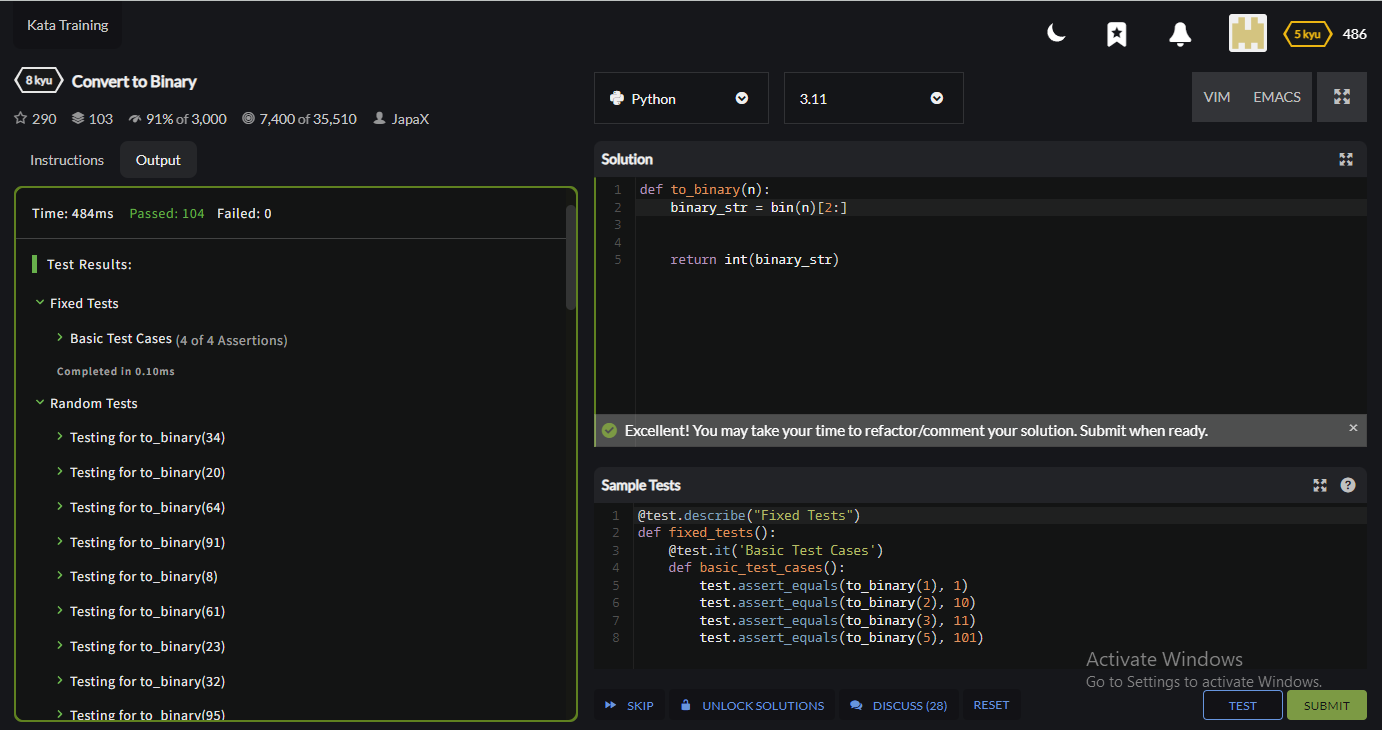 Kata Training
5 kyu 486
8 kyu Convert to Binary
290 103 91% of 3,000 7,400 of 35,510 JapaX
Instructions Output
Time: 484ms Passed: 104 Failed: 0
Test Results:
Fixed Tests
Basic Test Cases (4 of 4 Assertions)
Completed in 0.10ms
Random Tests
Testing for to_binary(34)
Testing for to_binary(20)
Testing for to_binary(64)
Testing for to_binary(91)
Testing for to_binary(8)
Testing for to_binary(61)
Testing for to_binary(23)
Testing for to_binary(32)
Testing for to_binary(95)
Python 3.11 VIM EMACS
Solution
1 def to_binary(n):
2 binary_str = bin(n)[2:]
3
4
5 return int(binary_str)
Excellent! You may take your time to refactor/comment your solution. Submit when ready. ×
Sample Tests ?
1 @test.describe("Fixed Tests")
2 def fixed_tests():
3 @test.it('Basic Test Cases')
4 def basic_test_cases():
5 test.assert_equals(to_binary(1), 1)
6 test.assert_equals(to_binary(2), 10)
7 test.assert_equals(to_binary(3), 11)
8 test.assert_equals(to_binary(5), 101)
Activate Windows
Go to Settings to activate Windows.
SKIP UNLOCK SOLUTIONS DISCUSS (28) RESET TEST SUBMIT